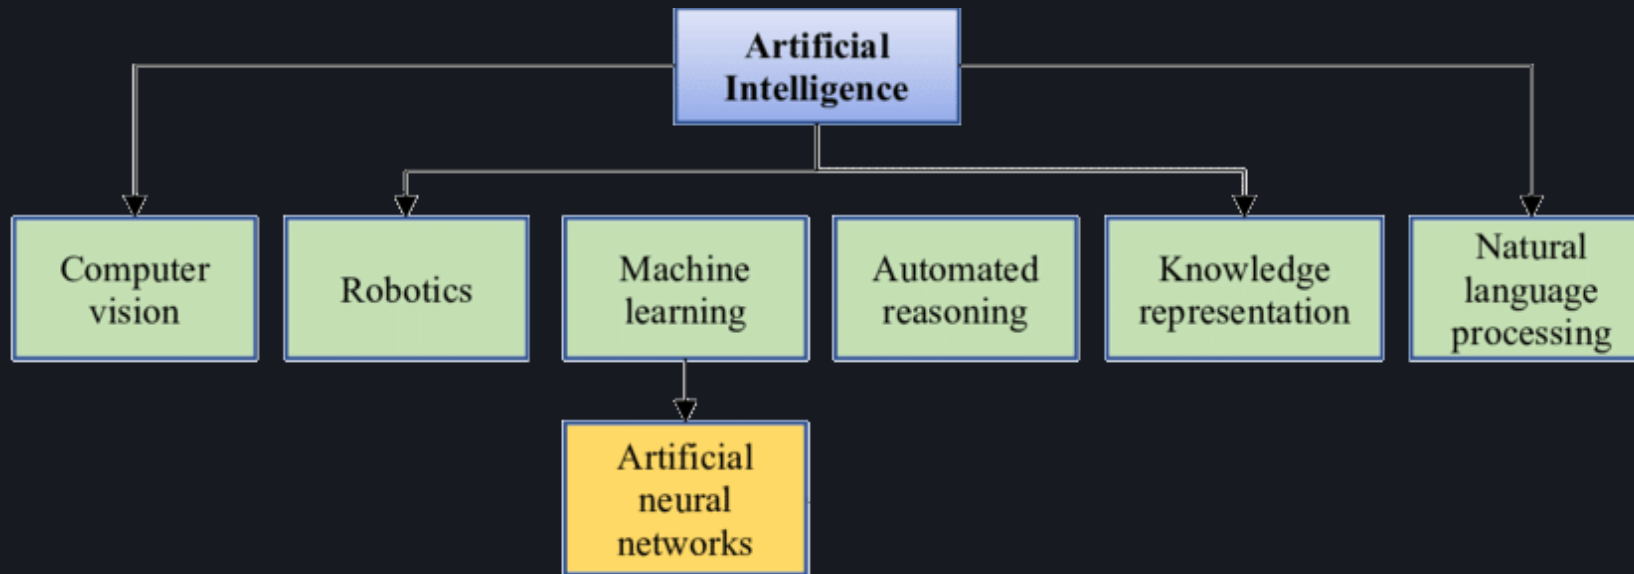 Artificial
Intelligence
Computer
vision
Robotics
Machine
learning
Automated
reasoning
Knowledge
representation
Natural
language
processing
Artificial
neural
networks